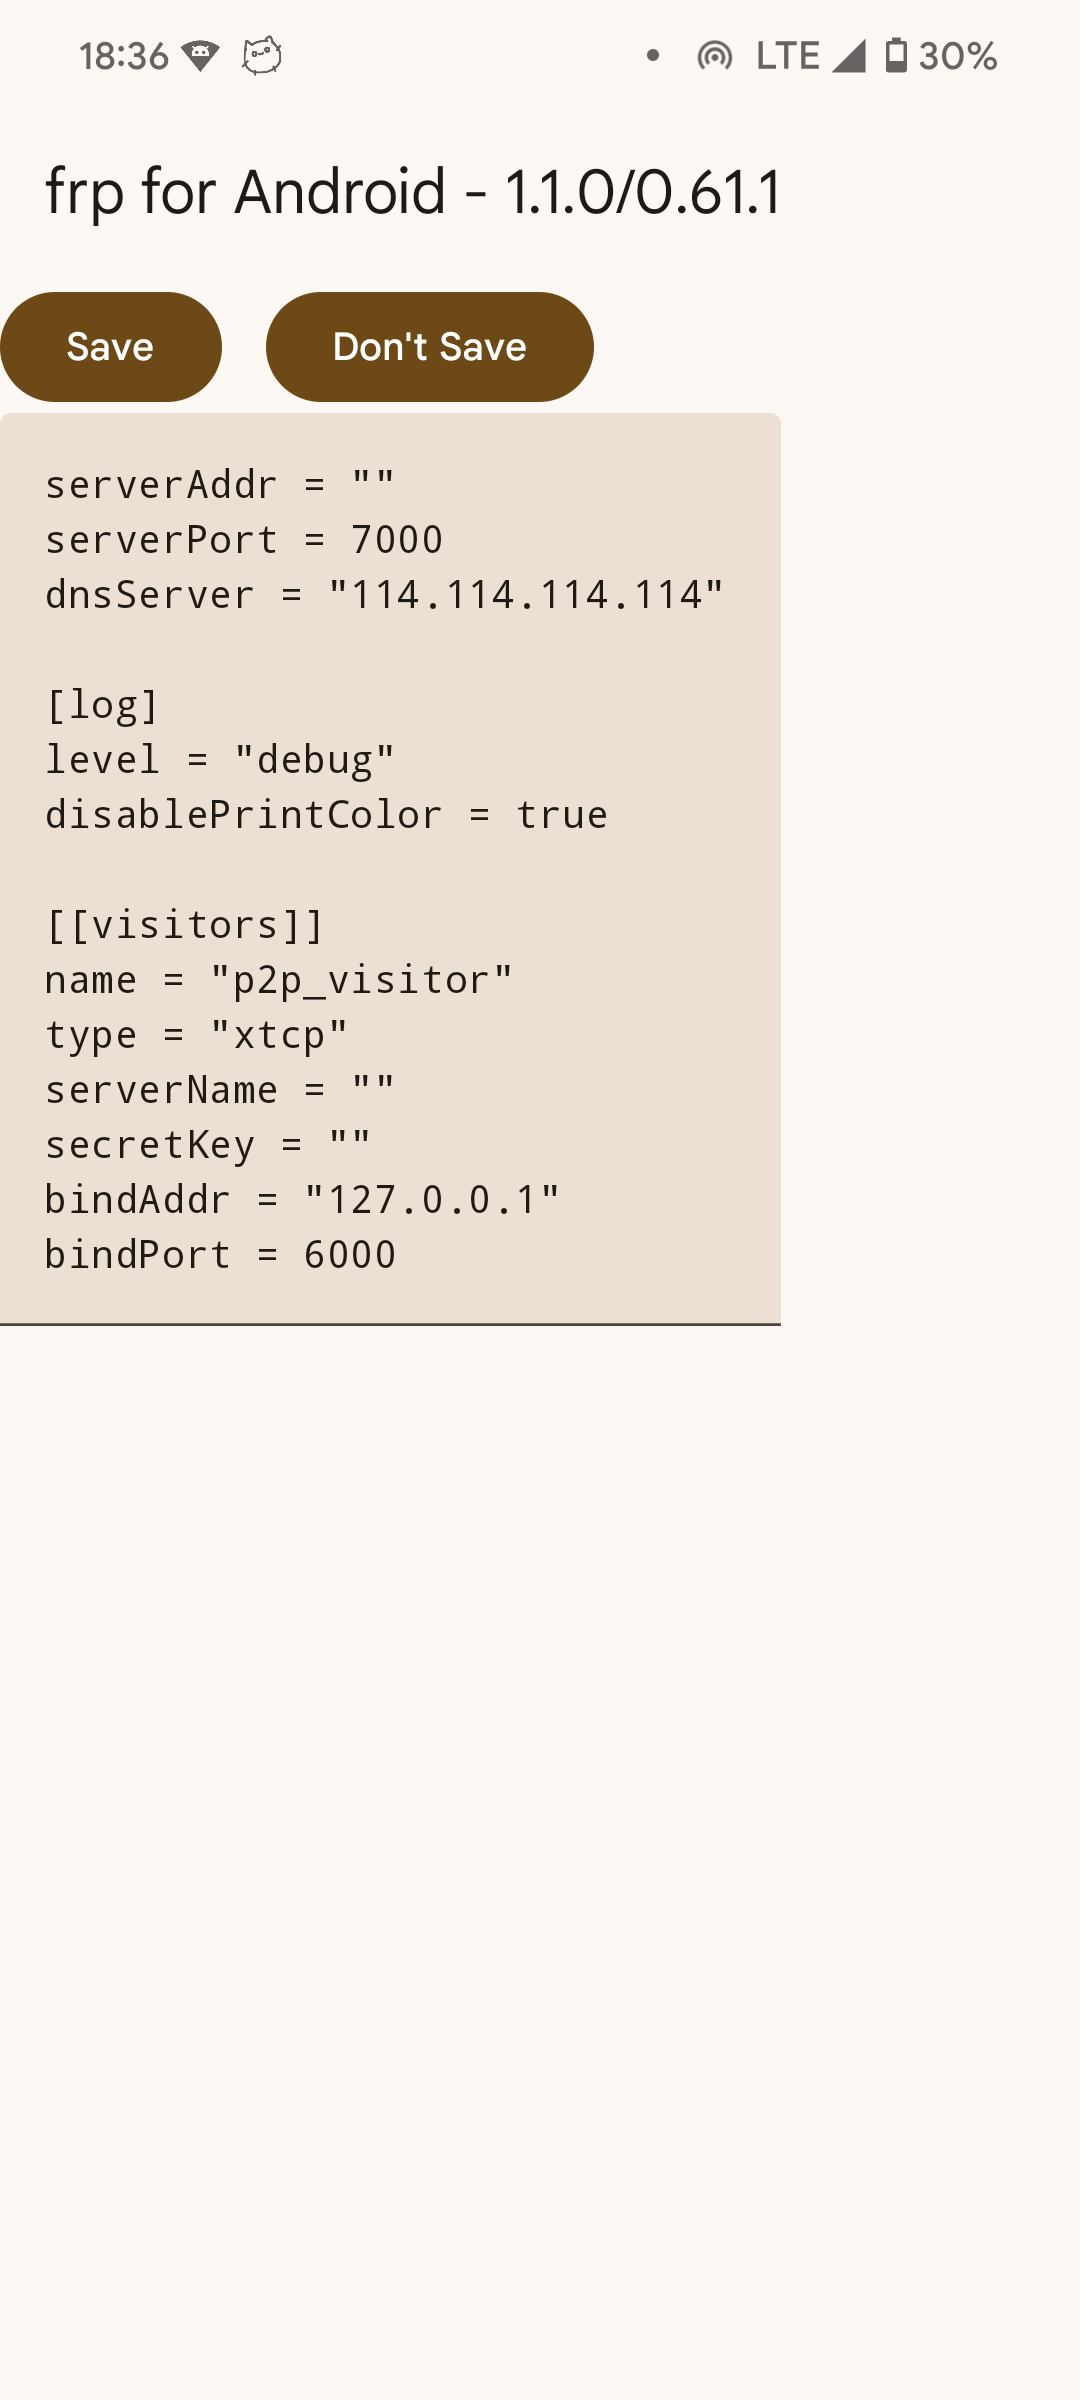 18:36 LTE 30%
frp for Android - 1.1.0/0.61.1
Save Don't Save
serverAddr = ""
serverPort = 7000
dnsServer = "114.114.114.114"
[log]
level = "debug"
disablePrintColor = true
[[visitors]]
name = "p2p_visitor"
type = "xtcp"
serverName = ""
secretKey = ""
bindAddr = "127.0.0.1"
bindPort = 6000